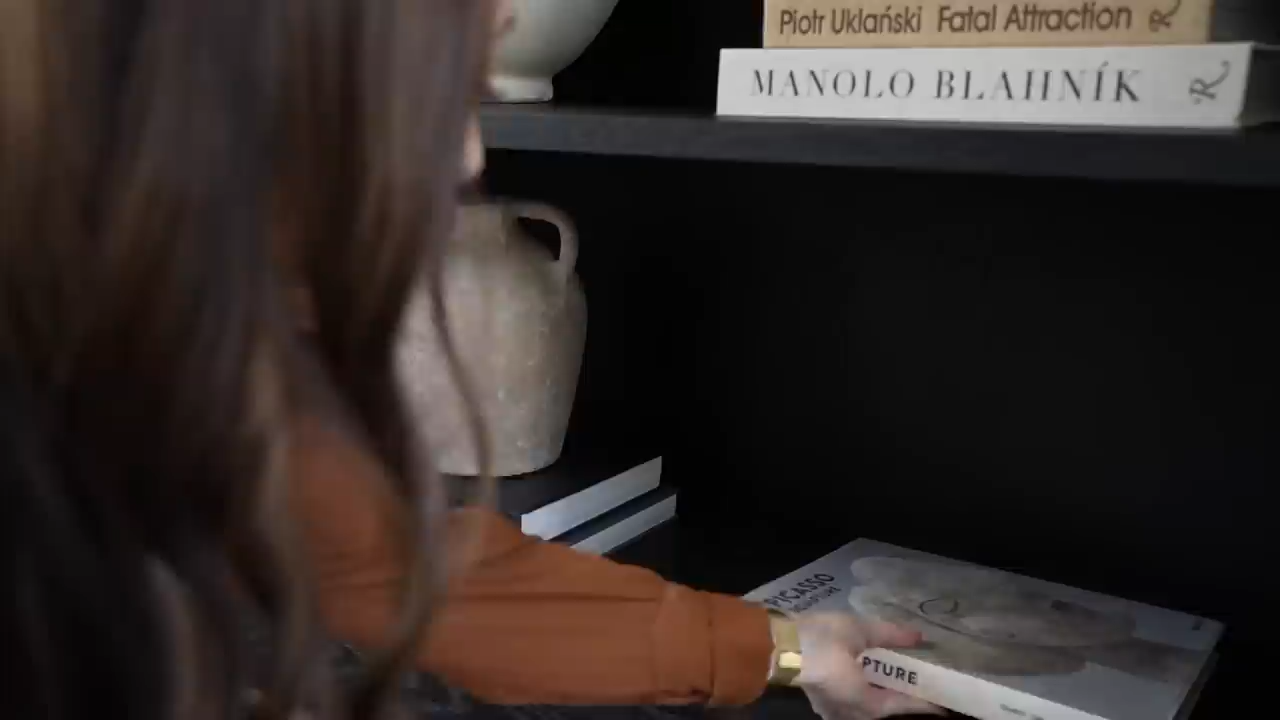 Piotr Uklański Fatal Attraction R
MANOLO BLAHNÍK R
PICASSO
PTURE